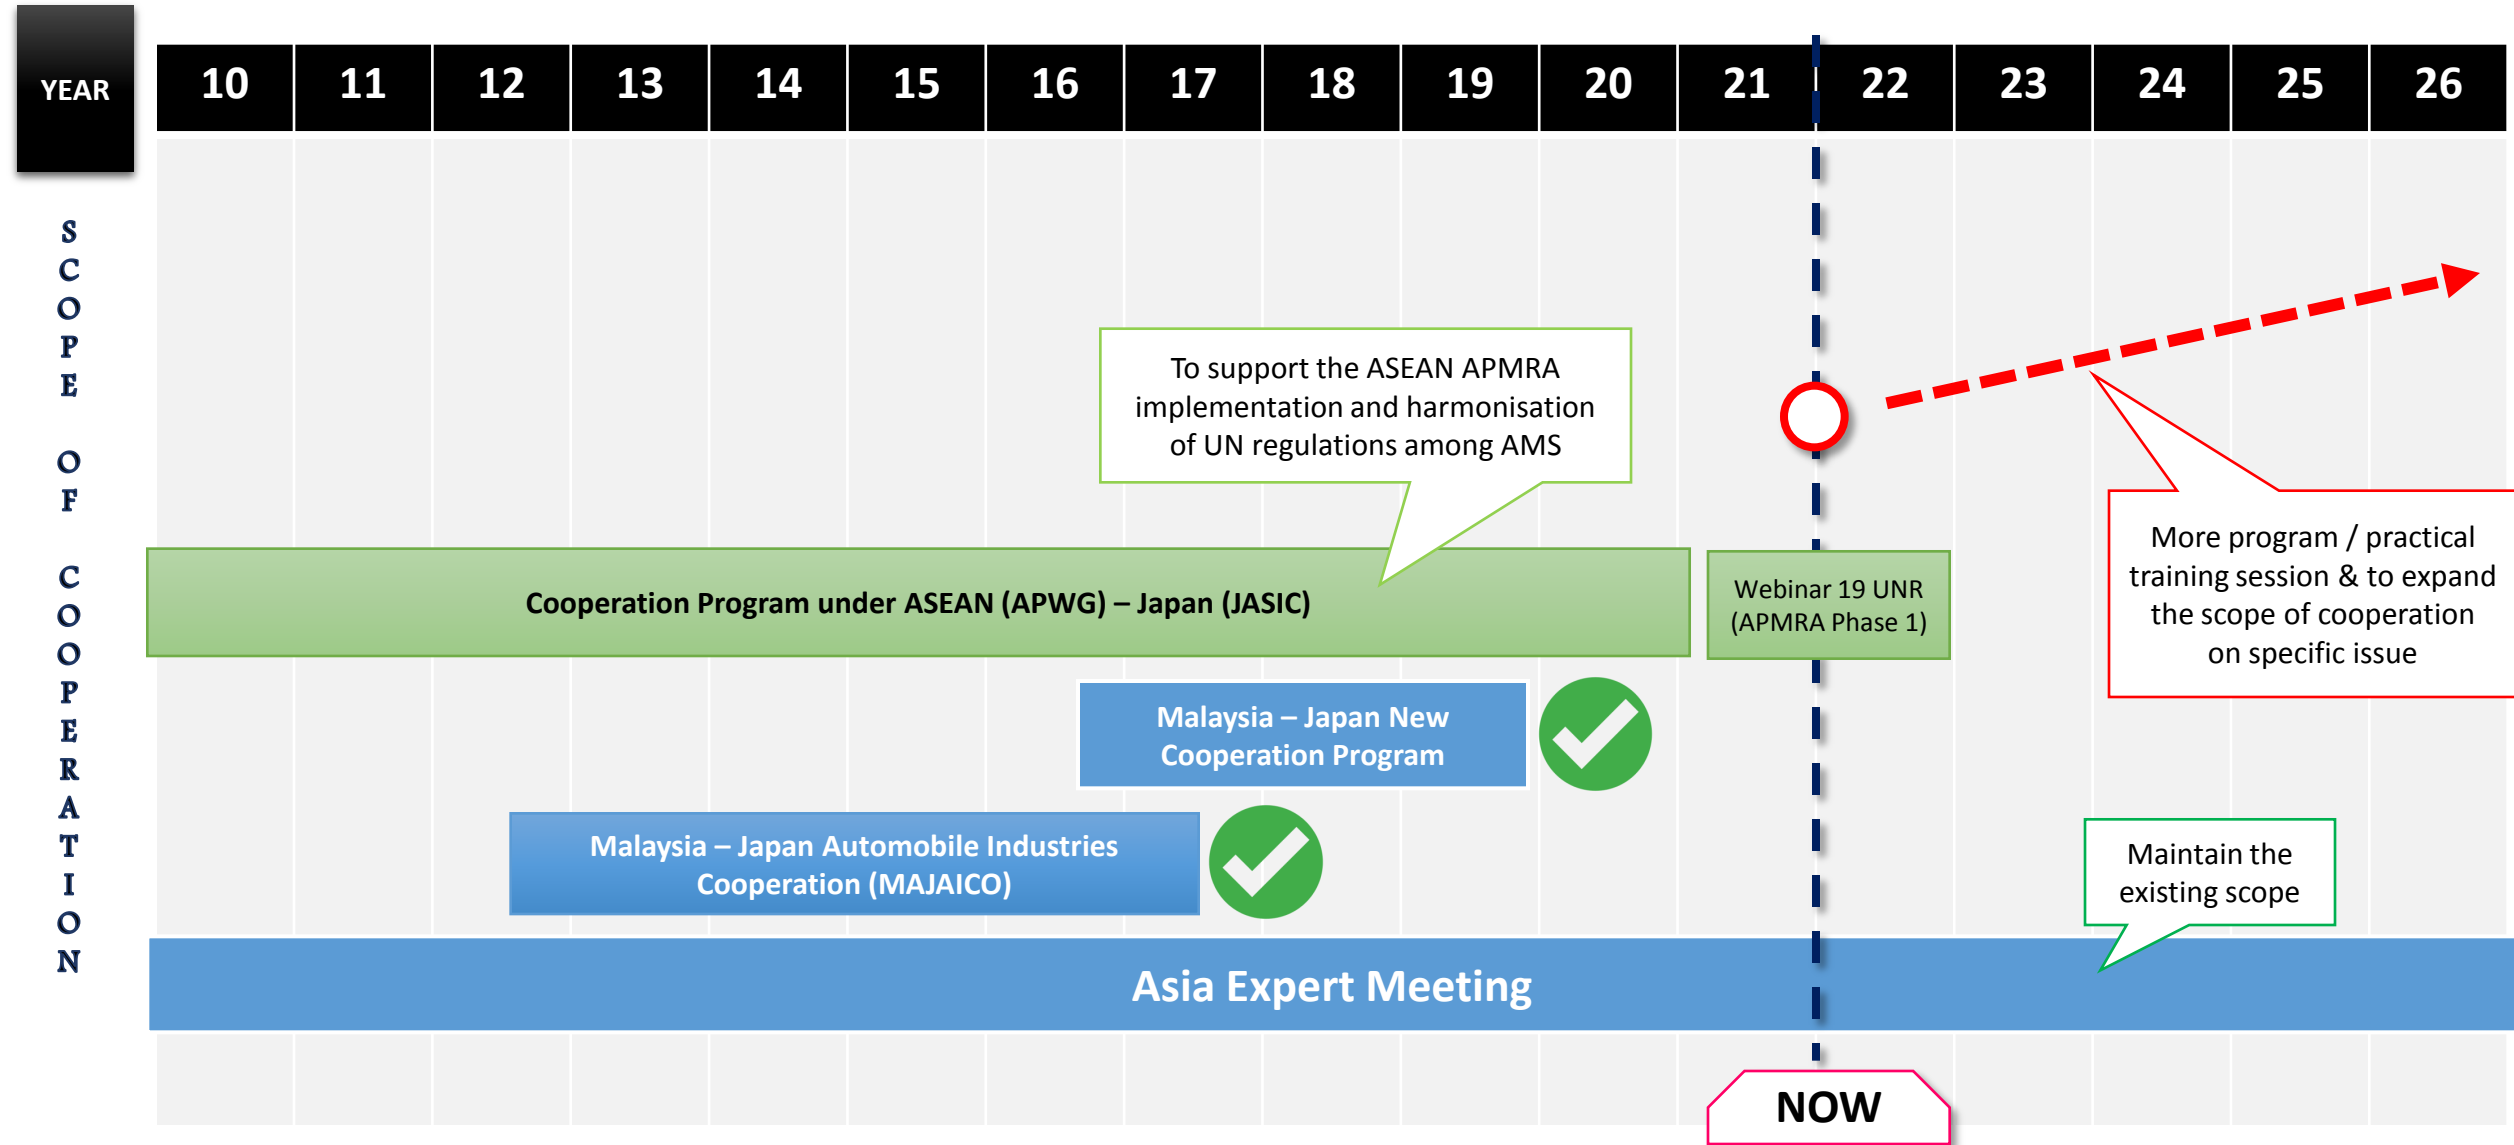 YEAR
10 11 12 13 14 15 16 17 18 19 20 21 22 23 24 25 26
SCOPE OF COOPERATION
To support the ASEAN APMRA
implementation and harmonisation
of UN regulations among AMS
More program / practical
training session & to expand
the scope of cooperation
on specific issue
Cooperation Program under ASEAN (APWG) – Japan (JASIC)
Webinar 19 UNR
(APMRA Phase 1)
Malaysia – Japan New
Cooperation Program
Malaysia – Japan Automobile Industries
Cooperation (MAJAICO)
Maintain the
existing scope
Asia Expert Meeting
NOW